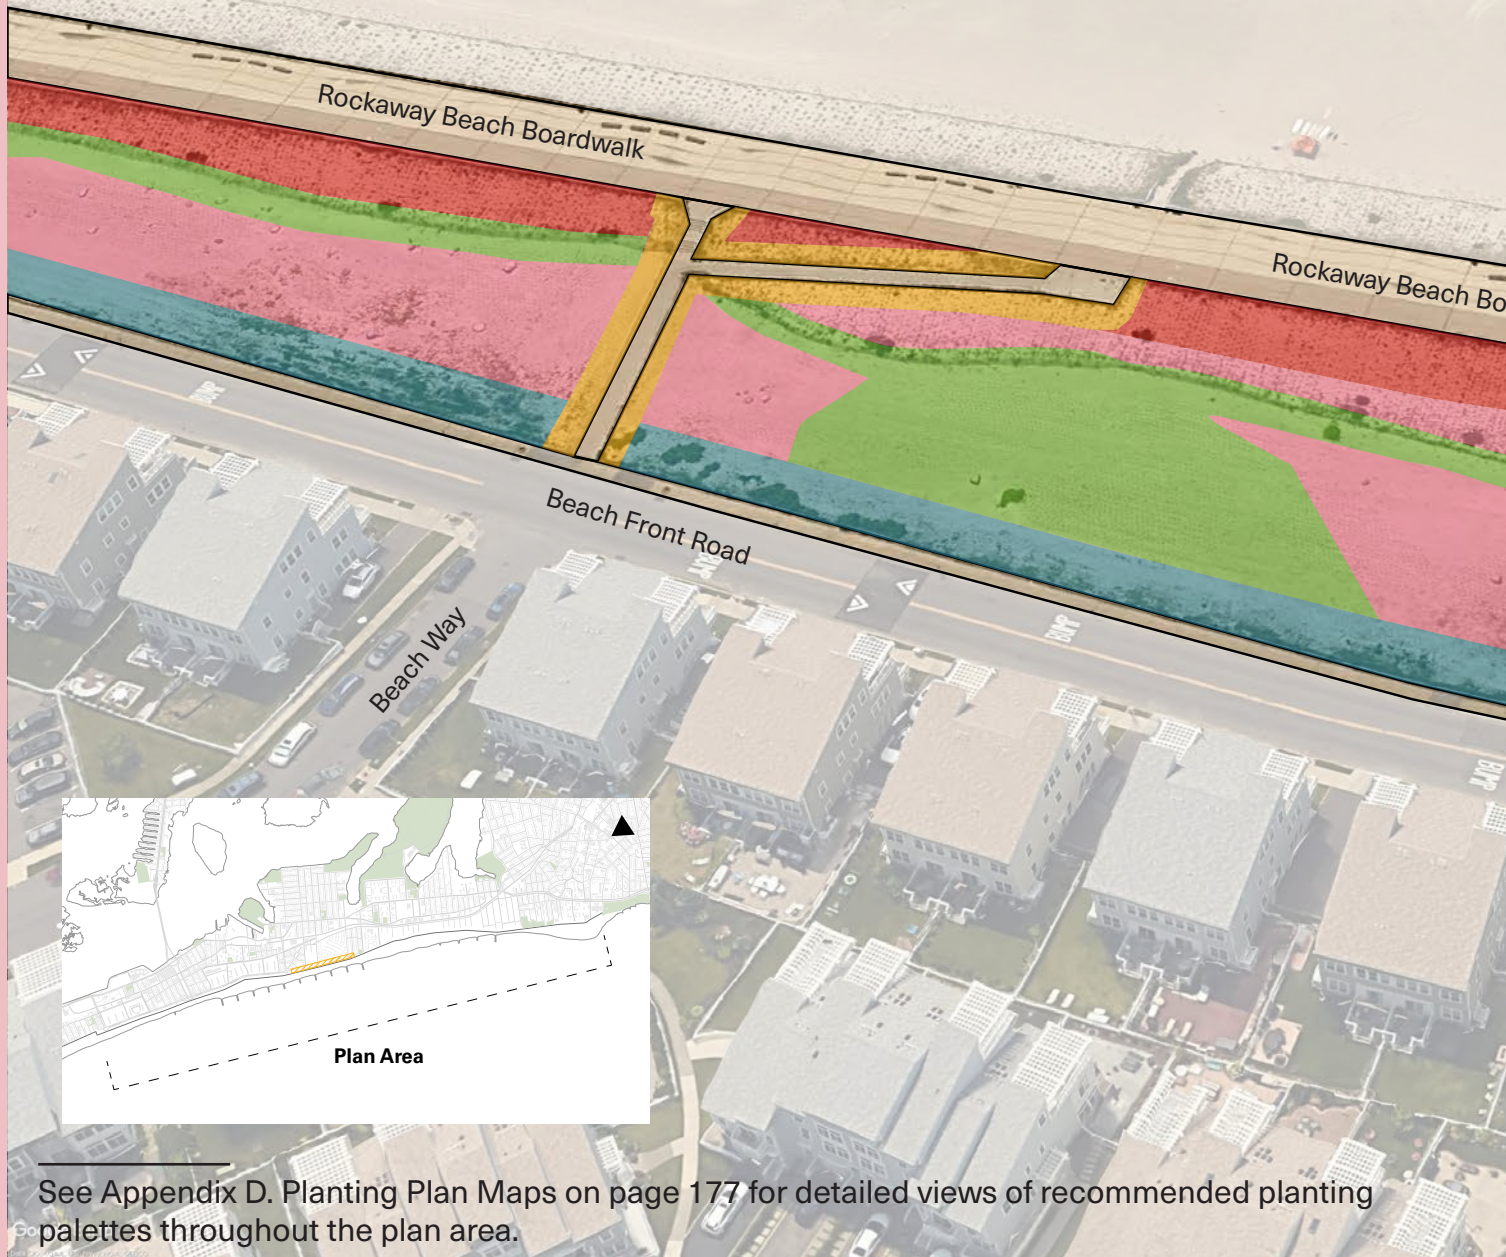 Rockaway Beach Boardwalk
Rockaway Beach Bo
Beach Front Road
Beach Way
BUMP
BUMP
BUMP
Plan Area
See Appendix D. Planting Plan Maps on page 177 for detailed views of recommended planting
palettes throughout the plan area.